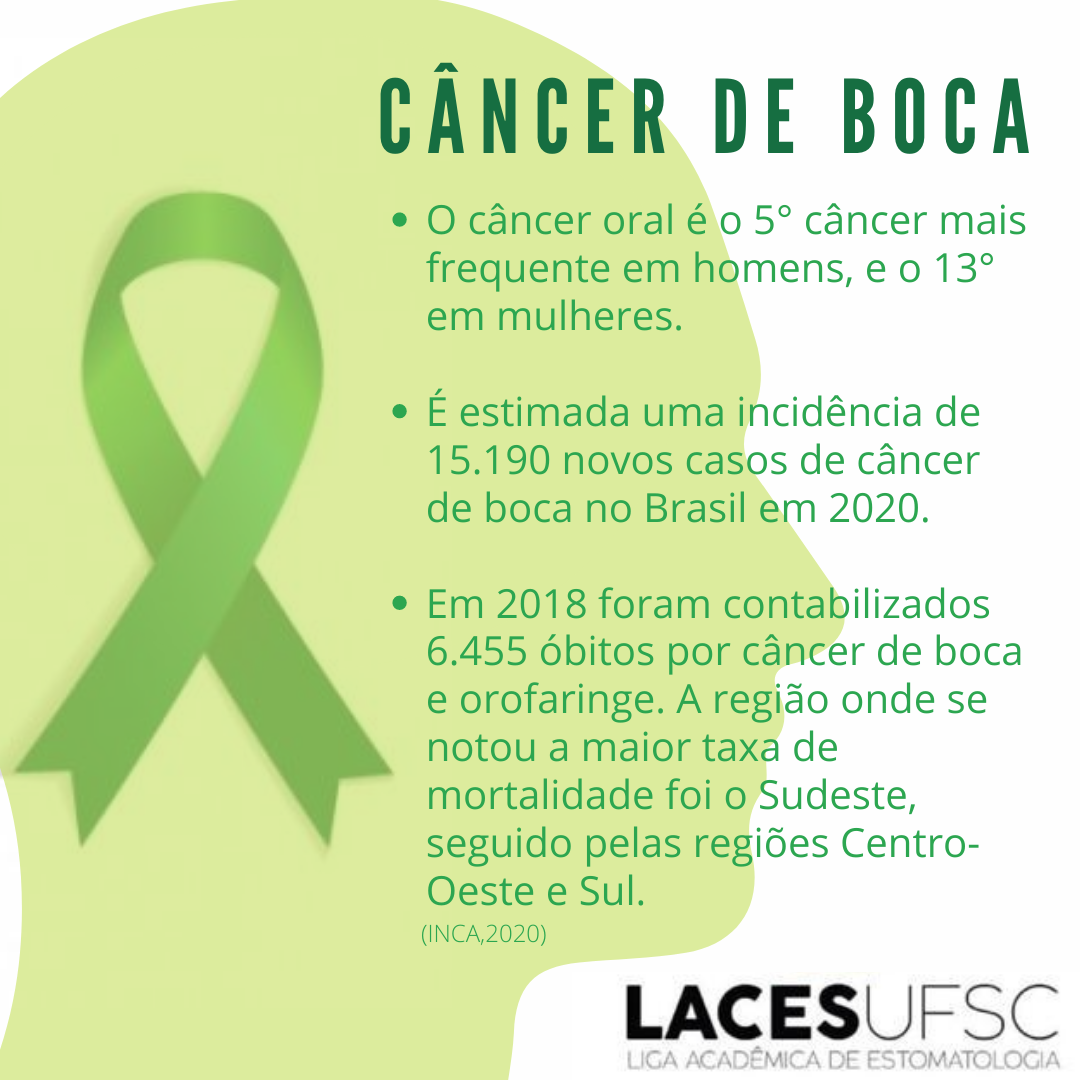 CÂNCER DE BOCA
• O câncer oral é o 5° câncer mais
frequente em homens, e o 13°
em mulheres.
• É estimada uma incidência de
15.190 novos casos de câncer
de boca no Brasil em 2020.
• Em 2018 foram contabilizados
6.455 óbitos por câncer de boca
e orofaringe. A região onde se
notou a maior taxa de
mortalidade foi o Sudeste,
seguido pelas regiões Centro-
Oeste e Sul.
(INCA,2020)
LACESUFSC
LIGA ACADÊMICA DE ESTOMATOLOGIA